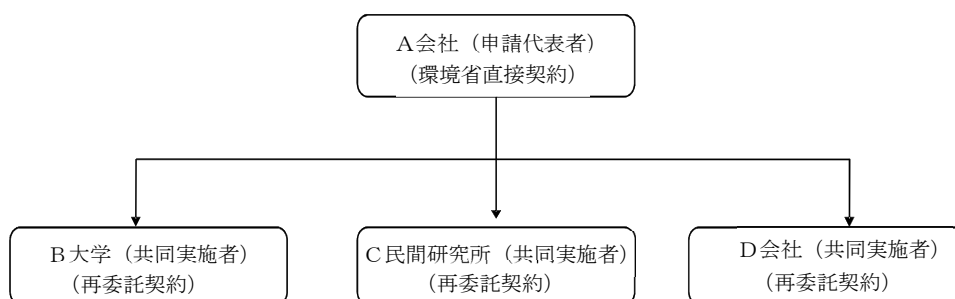 A会社（申請代表者）
（環境省直接契約）
B大学（共同実施者）
（再委託契約）
C民間研究所（共同実施者）
（再委託契約）
D会社（共同実施者）
（再委託契約）